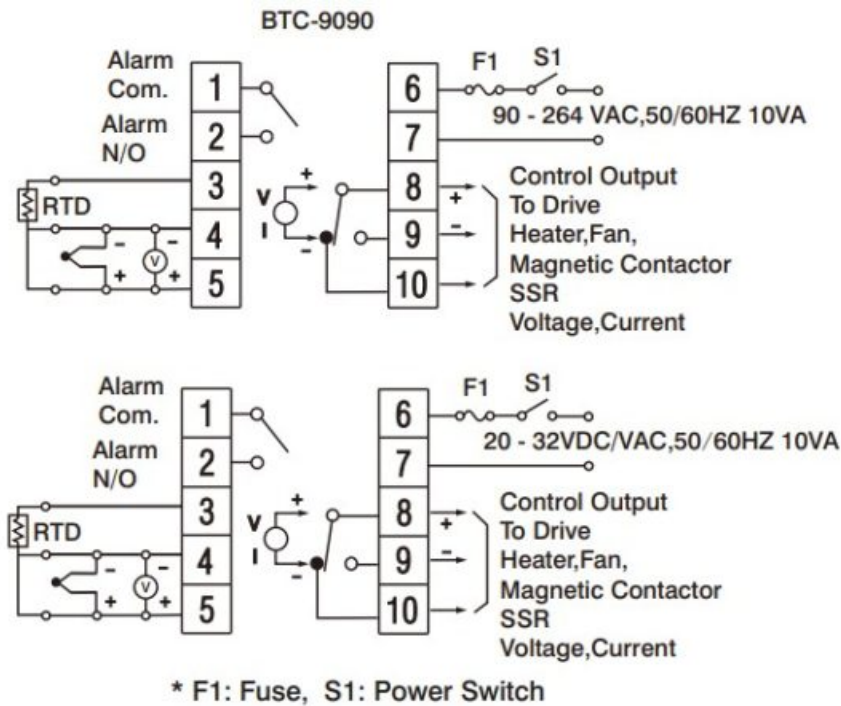 BTC-9090
Alarm
Com.
Alarm
N/O
RTD
- -
+ V +
1
2
3
4
5
V
I
+
-
6
7
8
9
10
F1 S1
90 - 264 VAC,50/60HZ 10VA
+
-
Control Output
To Drive
Heater,Fan,
Magnetic Contactor
SSR
Voltage,Current
Alarm
Com.
Alarm
N/O
RTD
- -
+ V +
1
2
3
4
5
V
I
+
-
6
7
8
9
10
F1 S1
20 - 32VDC/VAC,50/60HZ 10VA
+
-
Control Output
To Drive
Heater,Fan,
Magnetic Contactor
SSR
Voltage,Current
* F1: Fuse, S1: Power Switch